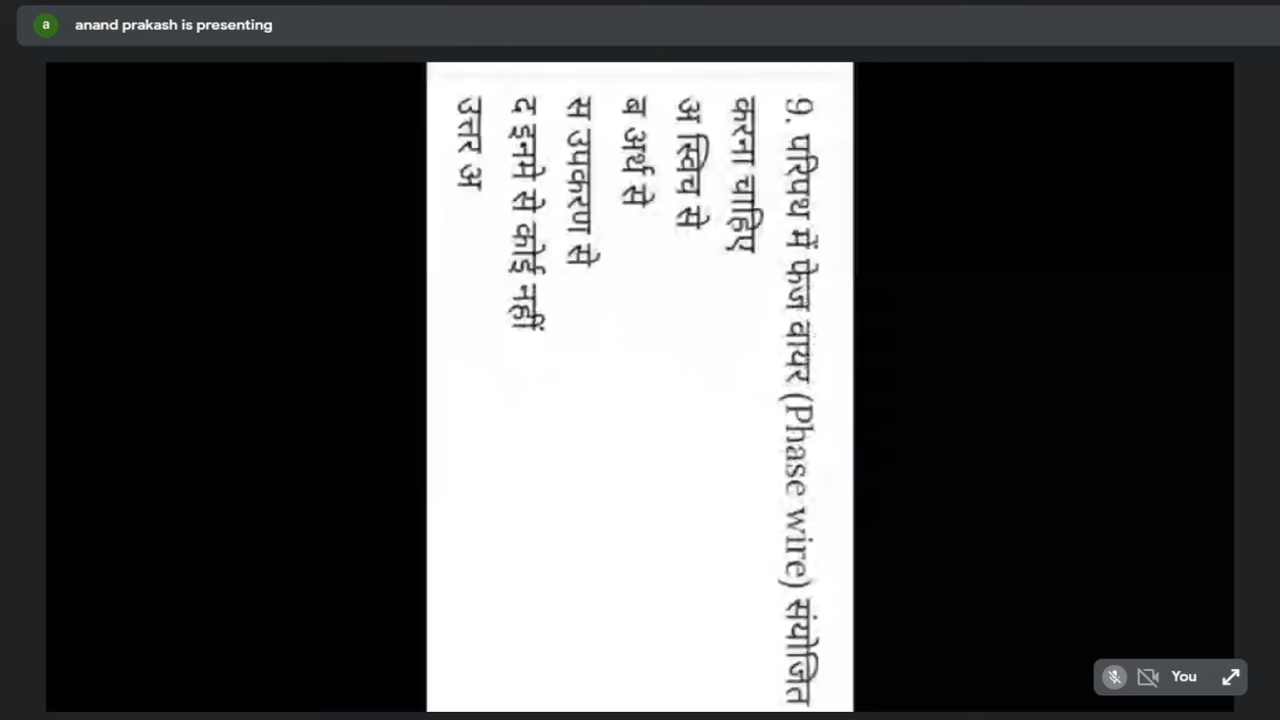 a anand prakash is presenting
9. परिपथ में फेज वायर (Phase wire) संयोजित
करना चाहिए
अ स्विच से
ब अर्थ से
स उपकरण से
द इनमे से कोई नहीं
उत्तर अ
You